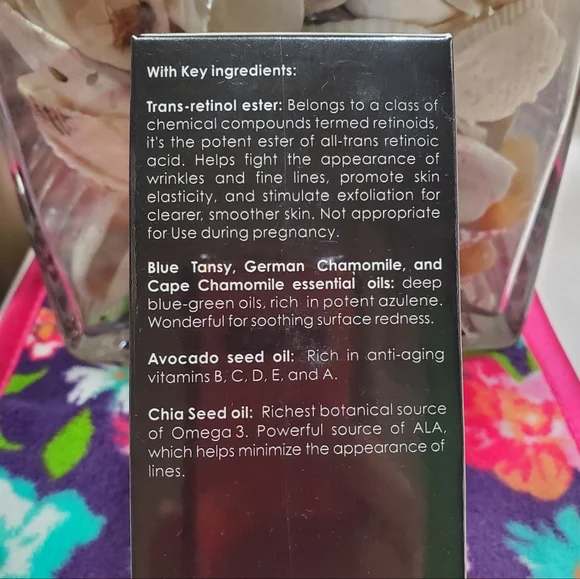 With Key ingredients:
Trans-retinol ester: Belongs to a class of
chemical compounds termed retinoids,
it's the potent ester of all-trans retinoic
acid. Helps fight the appearance of
wrinkles and fine lines, promote skin
elasticity, and stimulate exfoliation for
clearer, smoother skin. Not appropriate
for Use during pregnancy.
Blue Tansy, German Chamomile, and
Cape Chamomile essential oils: deep
blue-green oils, rich in potent azulene.
Wonderful for soothing surface redness.
Avocado seed oil: Rich in anti-aging
vitamins B, C, D, E, and A.
Chia Seed oil: Richest botanical source
of Omega 3. Powerful source of ALA,
which helps minimize the appearance of
lines.